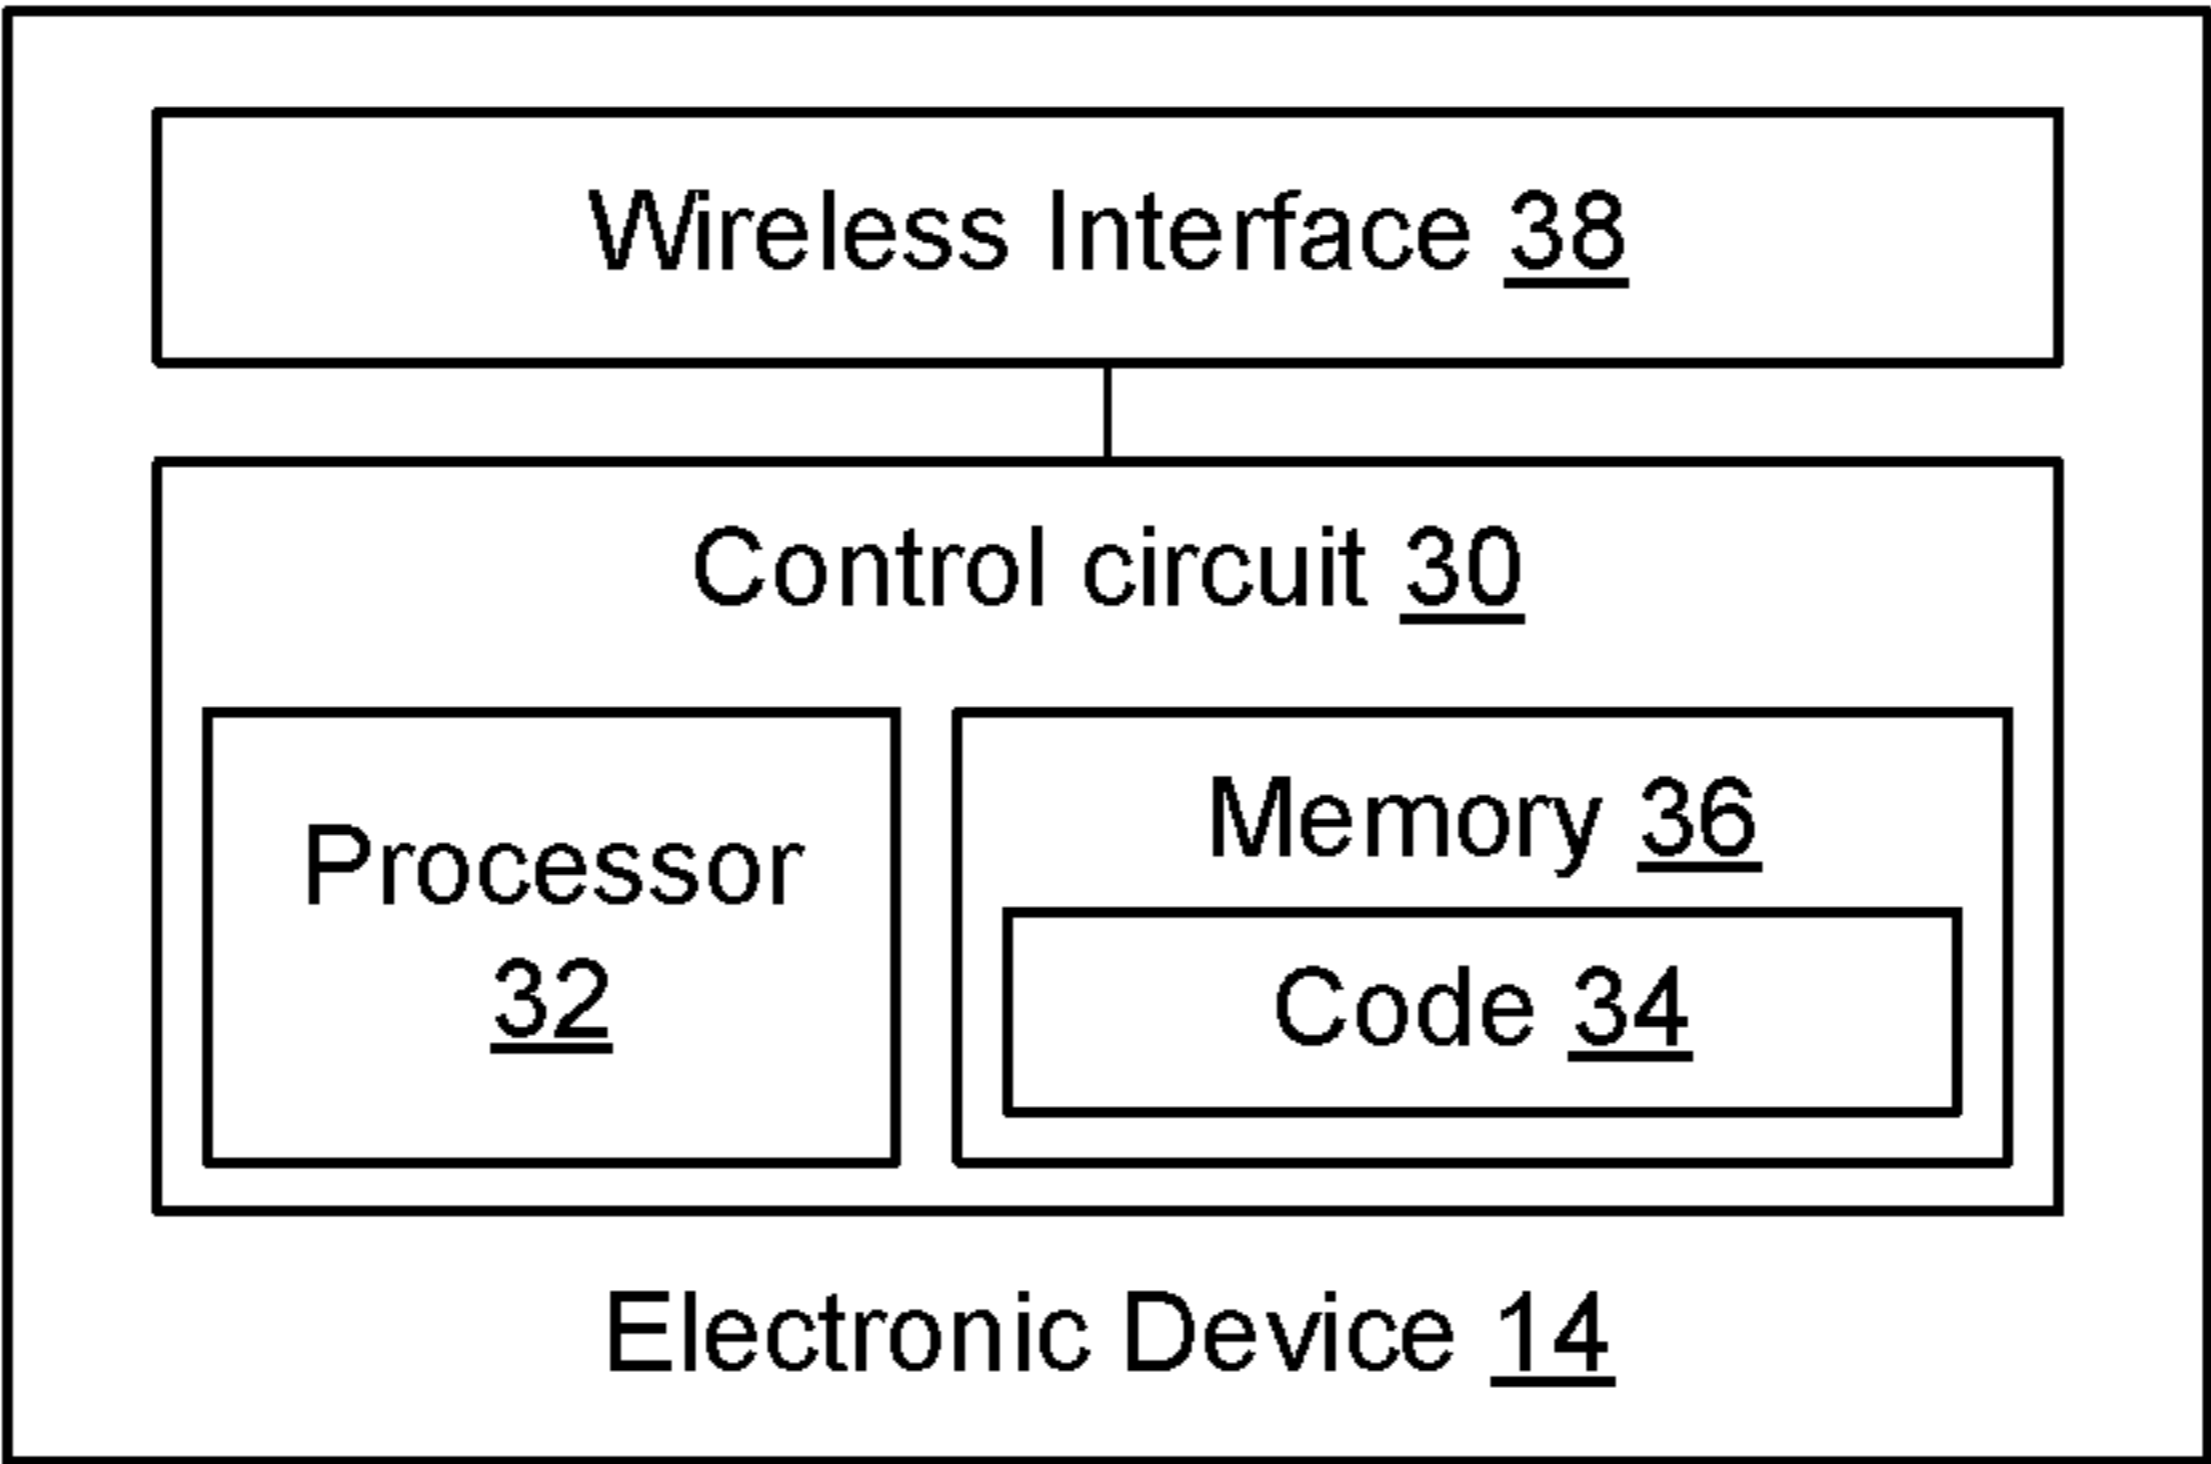 Wireless Interface 38
Control circuit 30
Processor
32
Memory 36
Code 34
Electronic Device 14